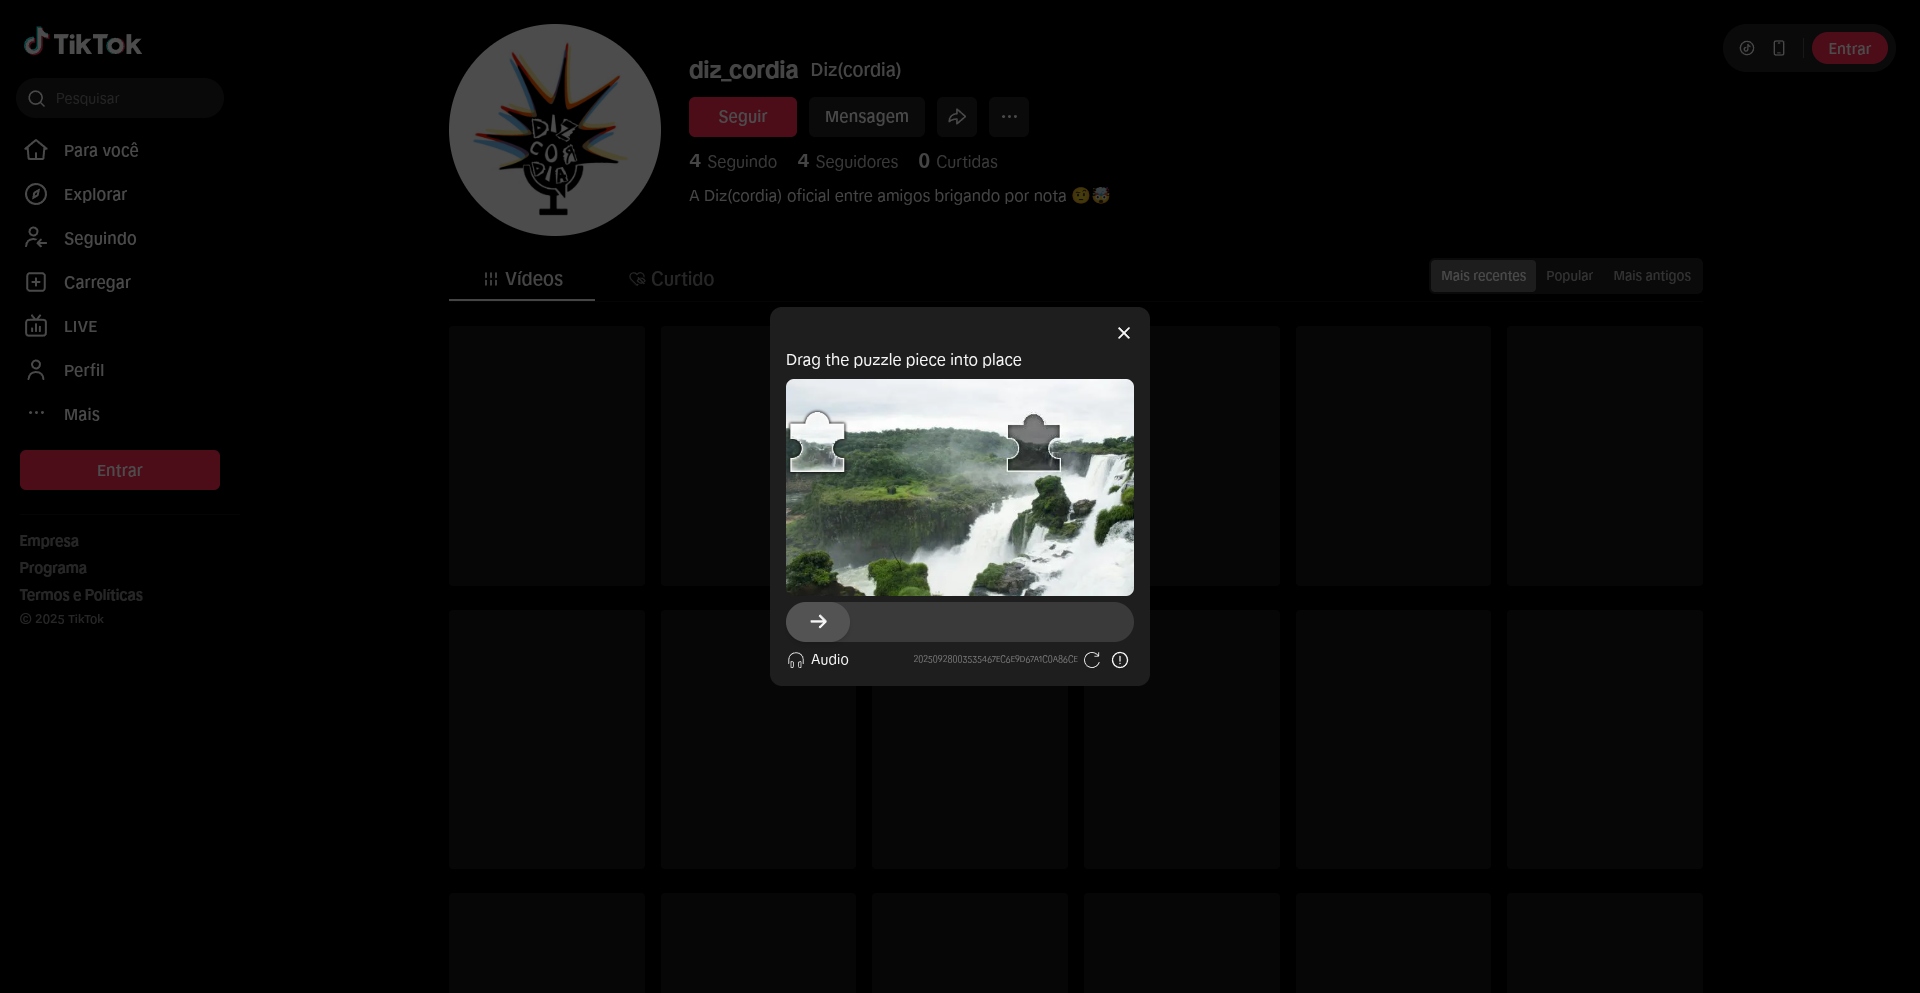 TikTok
Pesquisar
Para você
Explorar
Seguindo
Carregar
LIVE
Perfil
Mais
Entrar
Empresa
Programa
Termos e Políticas
© 2025 TikTok
DIZ
COR
DIA
diz_cordia Diz(cordia)
Seguir Mensagem
4 Seguindo 4 Seguidores 0 Curtidas
A Diz(cordia) oficial entre amigos brigando por nota 🤨🤯
Entrar
Vídeos Curtido
Mais recentes Popular Mais antigos
Drag the puzzle piece into place
Audio 20250928003535467EC6E9D67A1C0A86CE